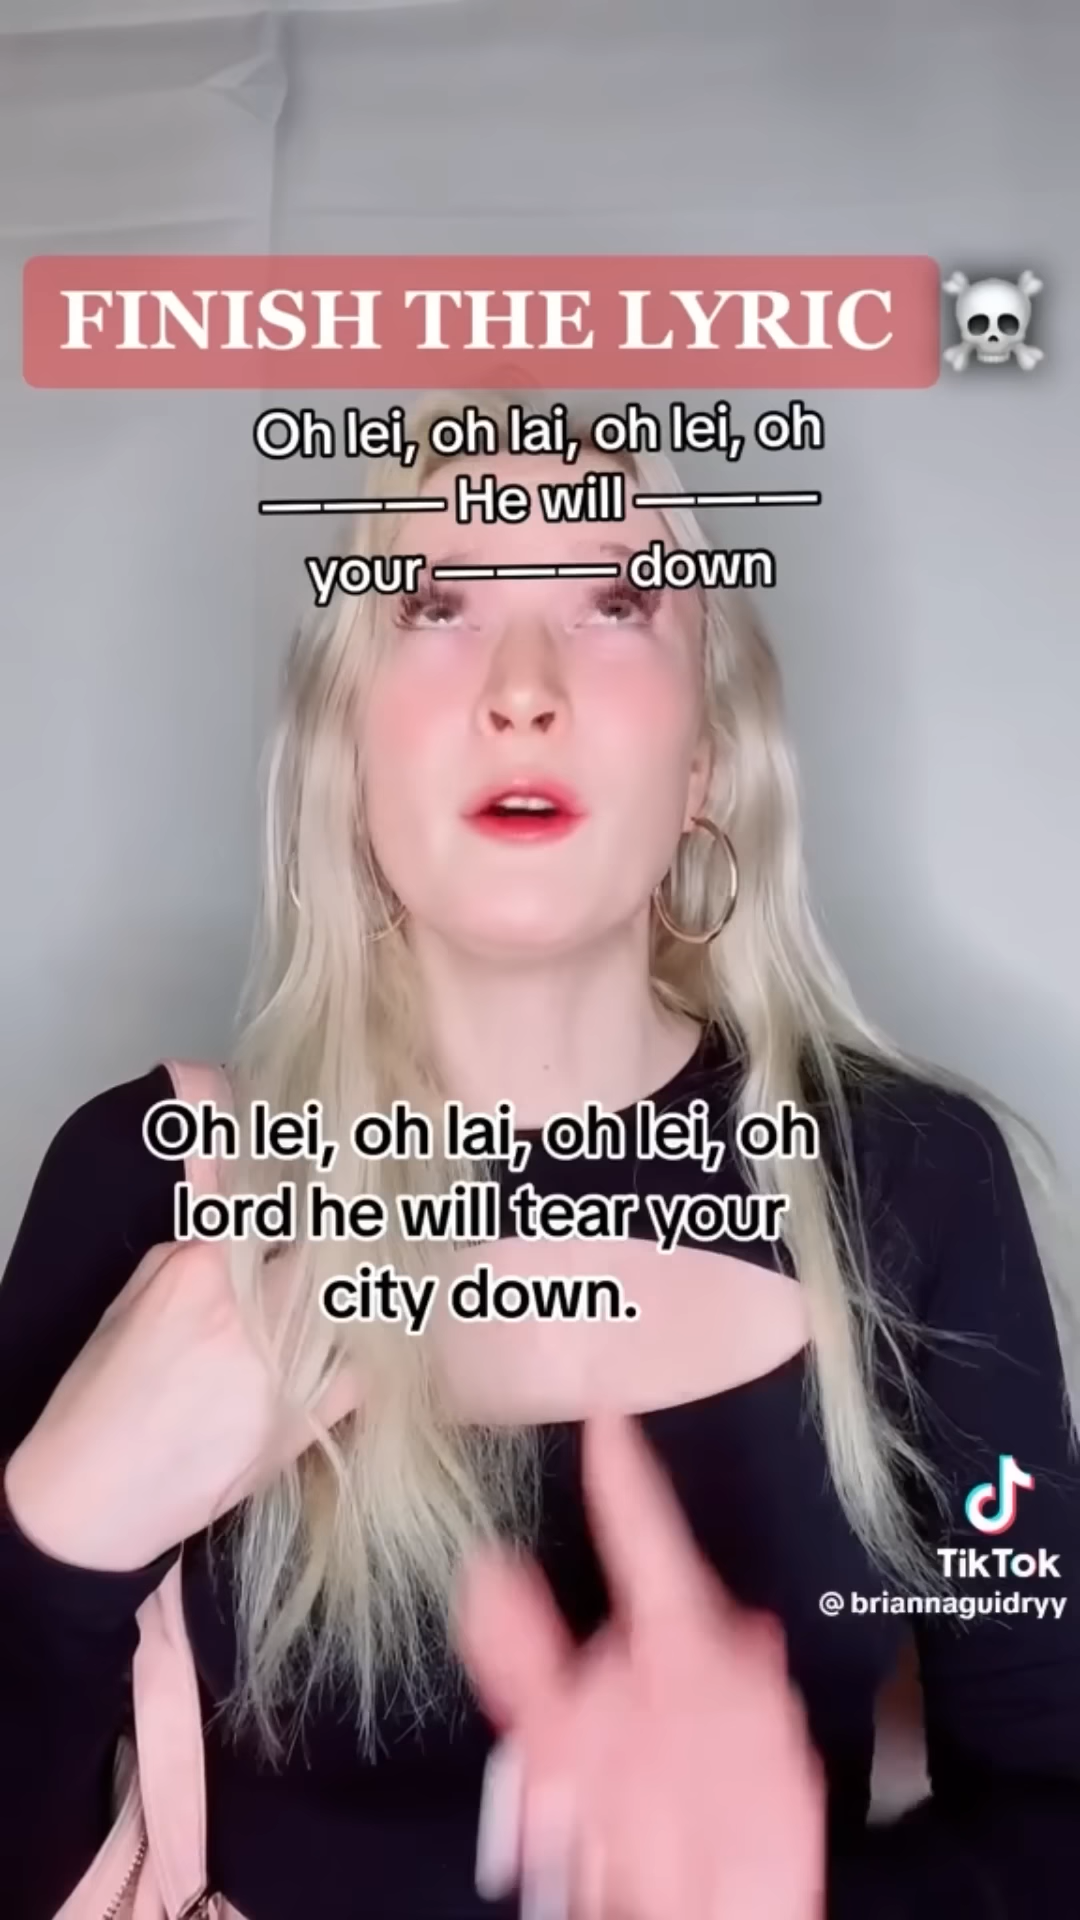 FINISH THE LYRIC
Oh lei, oh lai, oh lei, oh
———— He will ————
your ———— down
Oh lei, oh lai, oh lei, oh
lord he will tear your
city down.
TikTok
@briannaguidryy